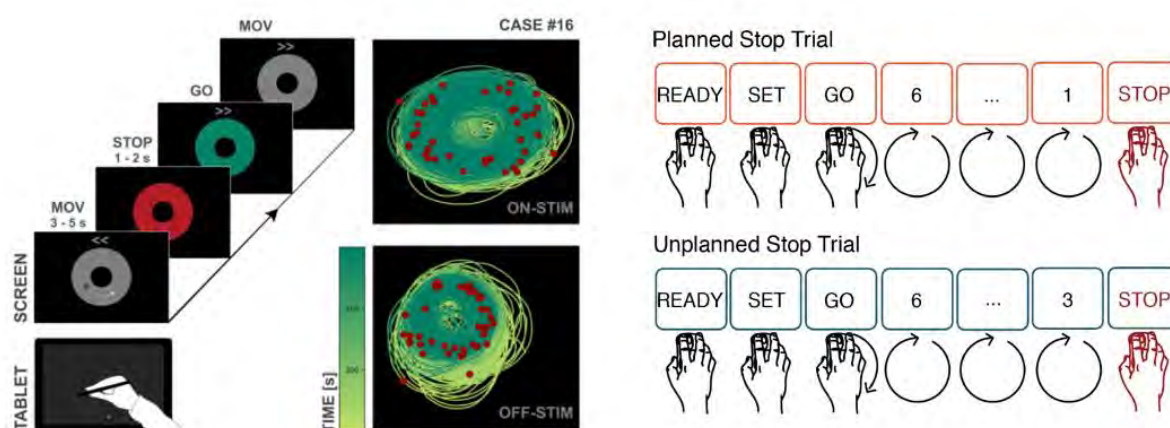 MOV
>>
GO
>>
STOP
1 - 2 s
MOV
3 - 5 s
<<
SCREEN
TABLET
CASE #16
ON-STIM
TIME [s]
200
OFF-STIM
Planned Stop Trial
READY SET GO 6 ... 1 STOP
Unplanned Stop Trial
READY SET GO 6 ... 3 STOP